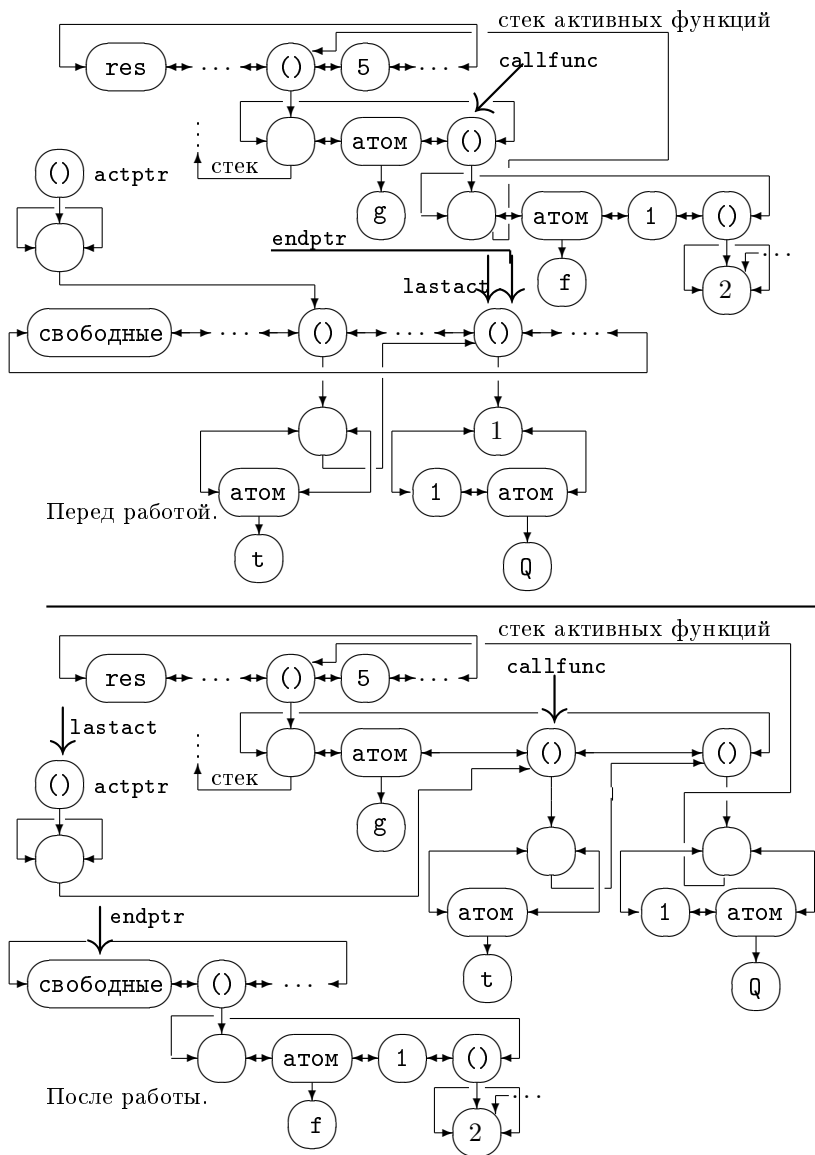 стек активных функций
res ... () 5 ...
callfunc
атом ()
() actptr
стек
g
атом 1 ()
endptr
f
2 ...
lastact
свободные ... () ... () ...
1
атом 1 атом
Перед работой.
t Q
стек активных функций
res ... () 5 ...
callfunc
lastact
атом () ()
() actptr
стек
g
атом 1 атом
endptr
t Q
свободные () ...
атом 1 ()
После работы.
f 2 ...